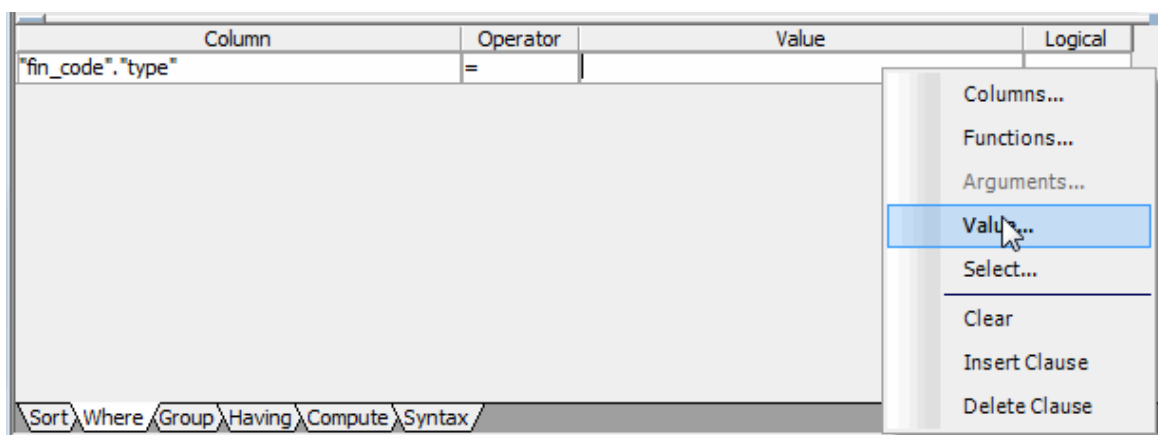 Column Operator Value Logical
"fin_code"."type" =
Columns...
Functions...
Arguments...
Value...
Select...
Clear
Insert Clause
Delete Clause
Sort Where Group Having Compute Syntax